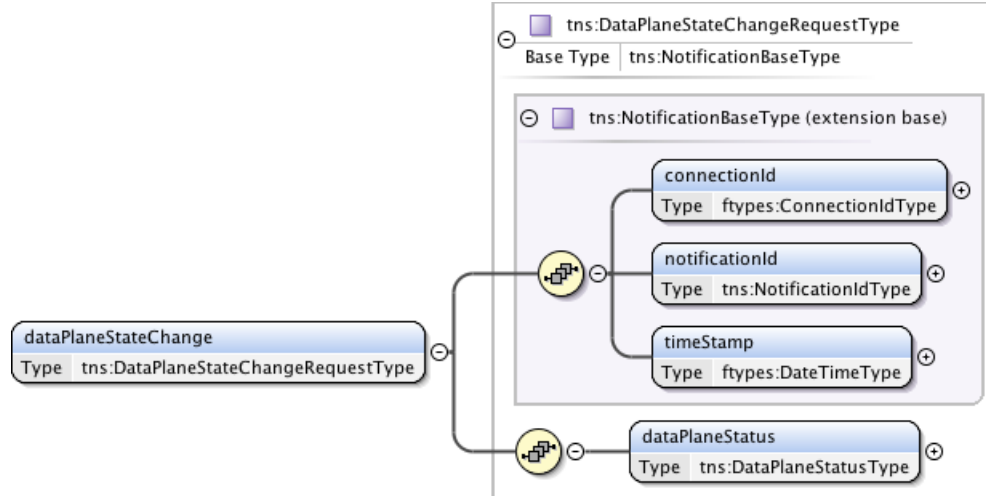 tns:DataPlaneStateChangeRequestType
Base Type tns:NotificationBaseType
tns:NotificationBaseType (extension base)
connectionId
Type ftypes:ConnectionIdType
notificationId
Type tns:NotificationIdType
dataPlaneStateChange
Type tns:DataPlaneStateChangeRequestType
timeStamp
Type ftypes:DateTimeType
dataPlaneStatus
Type tns:DataPlaneStatusType